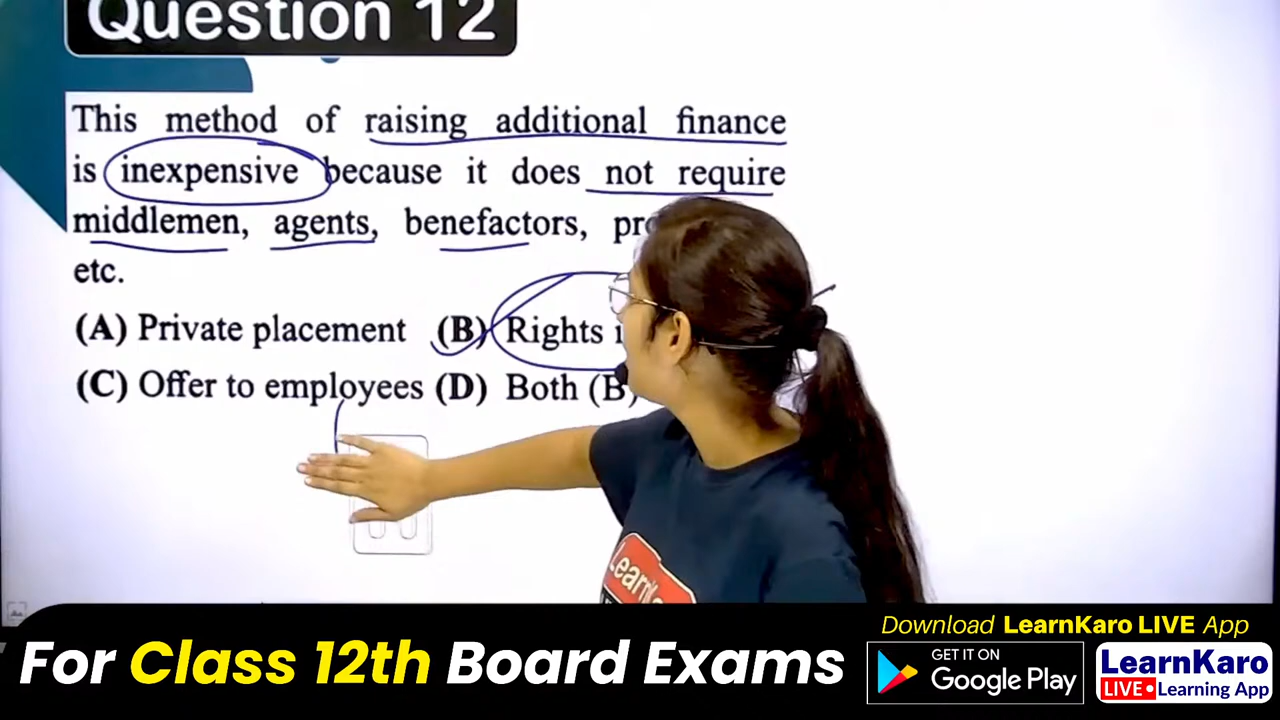 Question 12
This method of raising additional finance
is inexpensive because it does not require
middlemen, agents, benefactors,
etc.
(A) Private placement (B) Rights
(C) Offer to employees (D) Both (B)
For Class 12th Board Exams
Download LearnKaro LIVE App
GET IT ON
Google Play
LearnKaro
LIVE Learning App